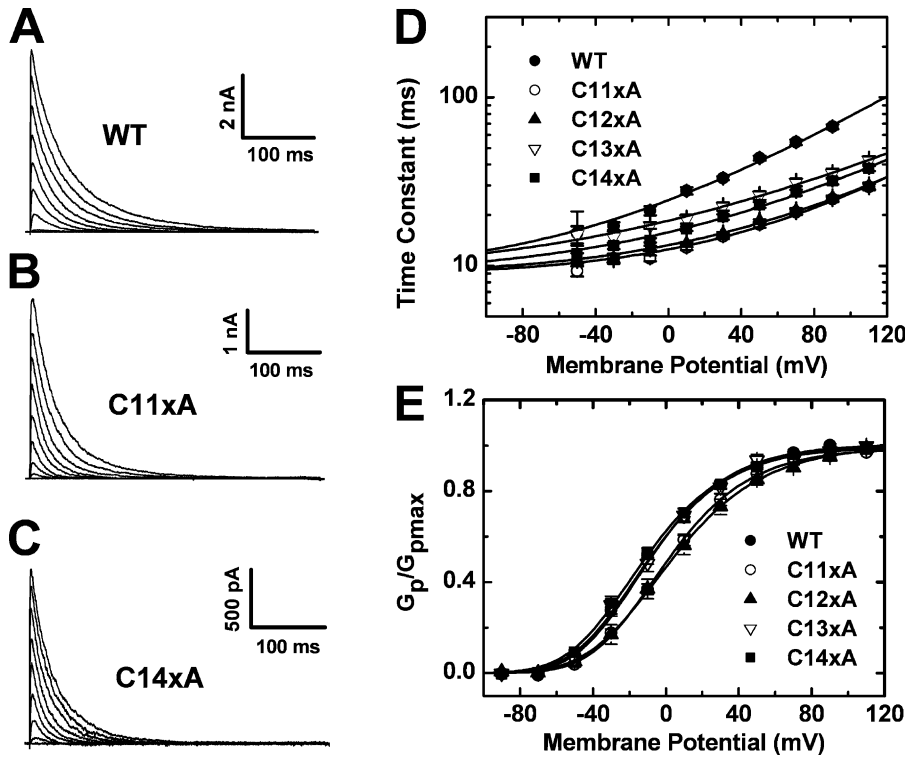 A
WT
2 nA
100 ms
B
C11xA
1 nA
100 ms
C
C14xA
500 pA
100 ms
D
WT
C11xA
C12xA
C13xA
C14xA
Time Constant (ms)
100
10
-80 -40 0 40 80 120
Membrane Potential (mV)
E
WT
C11xA
C12xA
C13xA
C14xA
Gp/Gpmax
1.2
0.8
0.4
0.0
-80 -40 0 40 80 120
Membrane Potential (mV)